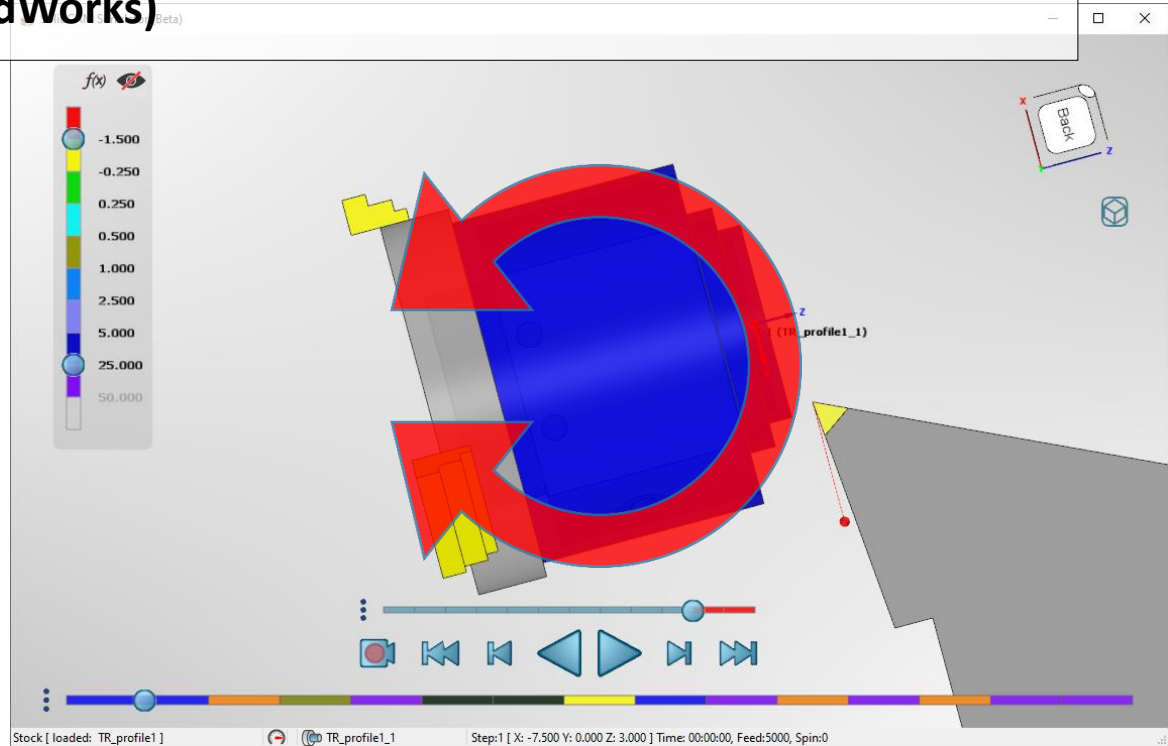 dWorks)
Beta)
f(x)
-1.500
-0.250
0.250
0.500
1.000
2.500
5.000
25.000
50.000
X
Back
Z
Z
(TR_profile1_1)
Stock [ loaded: TR_profile1 ]
TR_profile1_1
Step:1 [ X: -7.500 Y: 0.000 Z: 3.000 ] Time: 00:00:00, Feed:5000, Spin:0